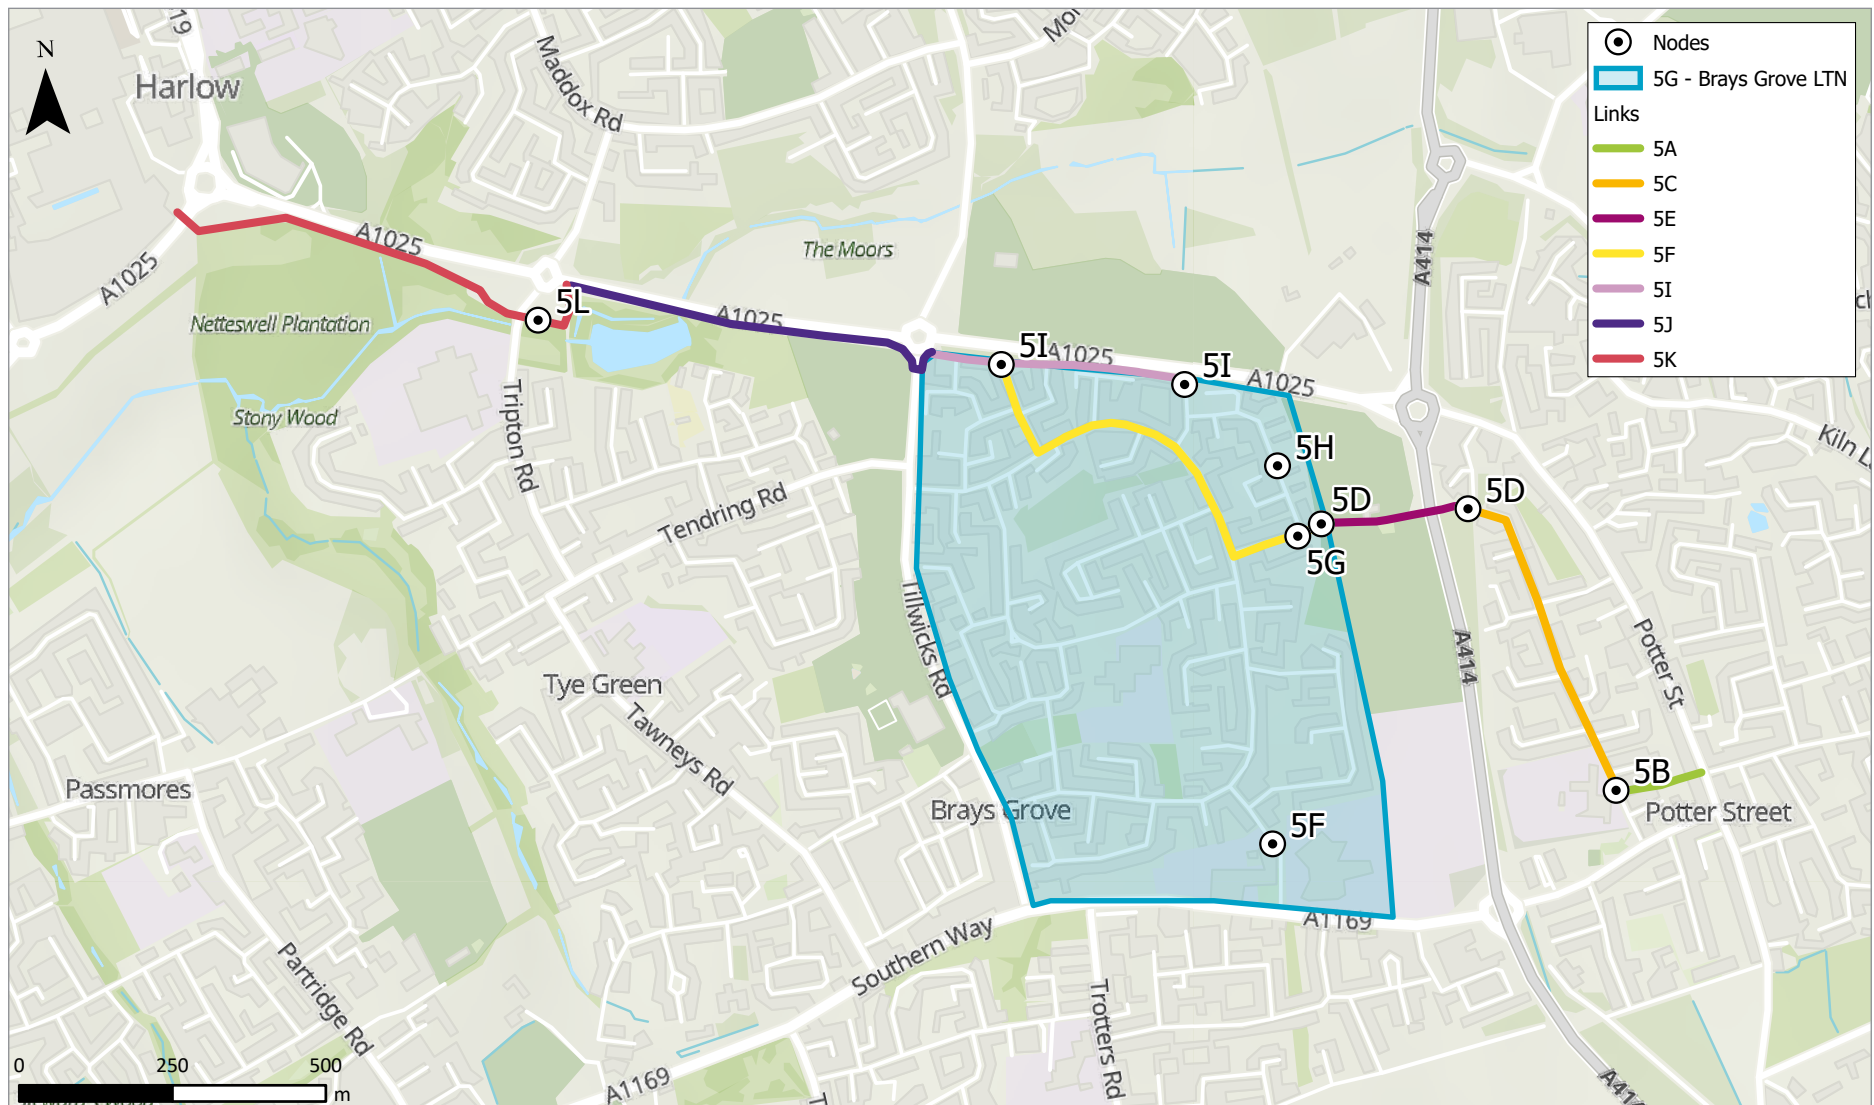 N
Harlow
19
Maddox Rd
Nodes
5G - Brays Grove LTN
Links
5A
5C
5E
5F
5I
5J
5K
A1025
A1025
The Moors
A414
5L
Netteswell Plantation
A1025
5I
A1025
5I
A1025
Stony Wood
Tripton Rd
5H
Tendring Rd
5D
5D
5G
Tillwicks Rd
A414
Potter St
Tye Green
Tawneys Rd
Passmores
5B
Brays Grove
Potter Street
5F
A1169
Southern Way
Partridge Rd
Trotters Rd
A1169
0 250 500
m